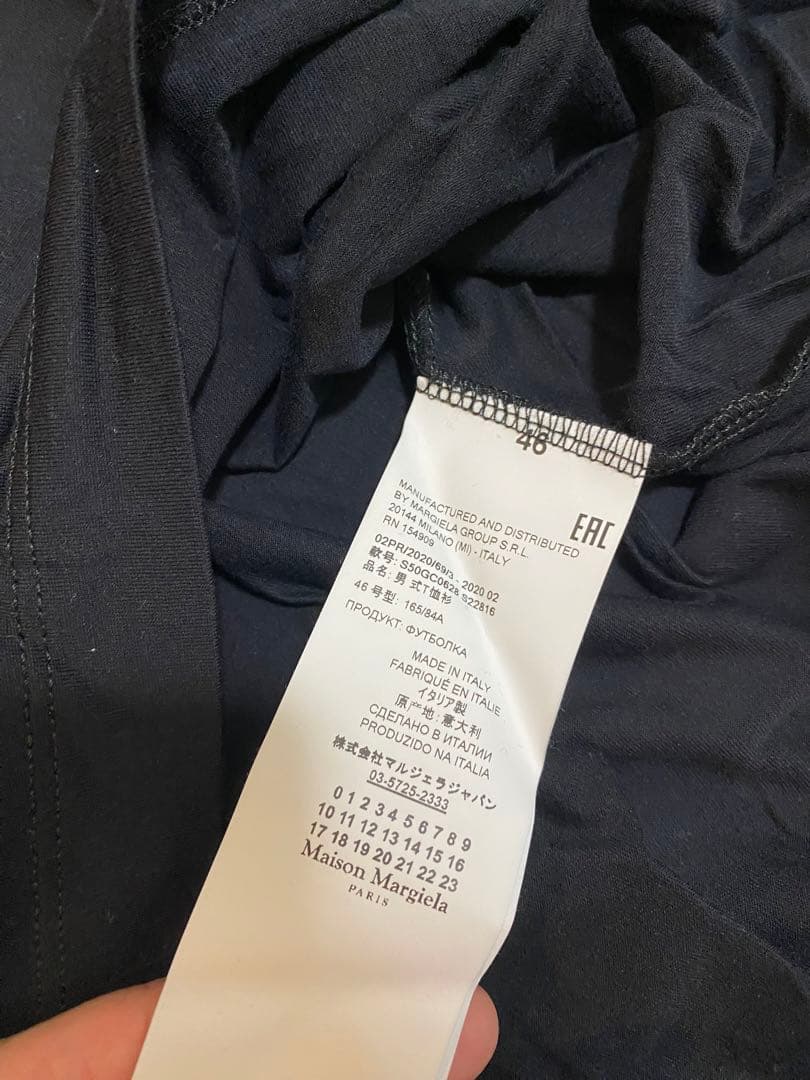 46
EAC
MANUFACTURED AND DISTRIBUTED
BY MARGIELA GROUP S.R.L.
20144 MILANO (MI) - ITALY
RN 154909
02PR/2020/69/3 - 2020 02
款号: S50GC0628 S22816
品名: 男式T恤衫
46 号型: 165/84A
ПРОДУКТ: ФУТБОЛКА
MADE IN ITALY
FABRIQUÉ EN ITALIE
イタリア製
原产地: 意大利
СДЕЛАНО В ИТАЛИИ
PRODUZIDO NA ITALIA
株式会社マルジェラジャパン
03-5725-2333
0 1 2 3 4 5 6 7 8 9
10 11 12 13 14 15 16
17 18 19 20 21 22 23
Maison Margiela
PARIS